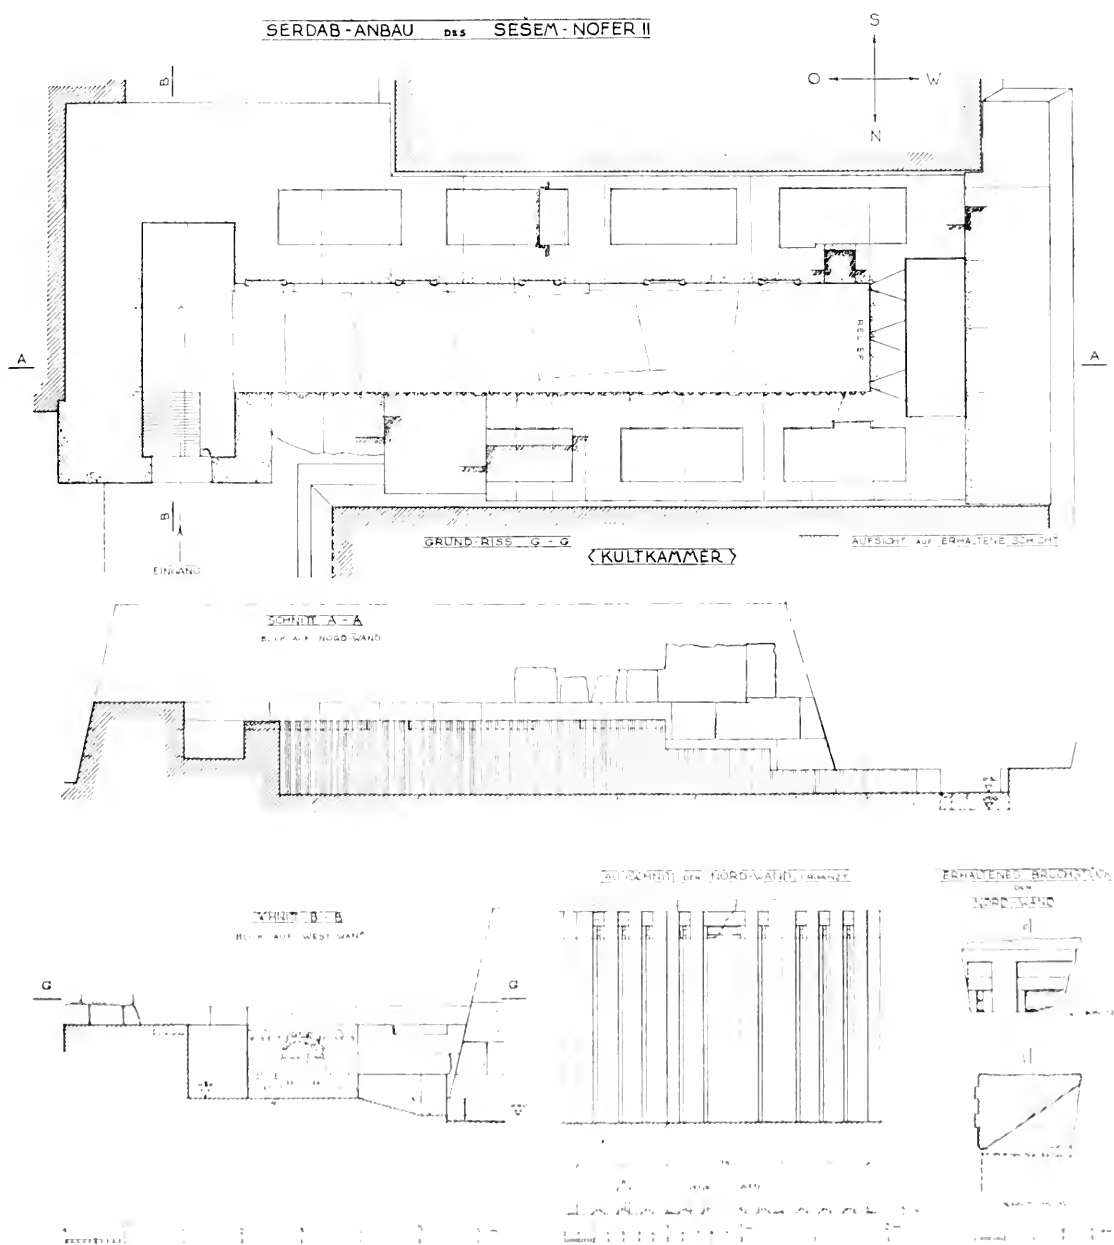 SERDAB-ANBAU DES SESEM-NOFER II
S
O W
N
B
A
A
RELIEF
B
EINGANG
GRUND-RISS G - G
KULTKAMMER
AUFSICHT AUF ERHALTENE SCHICHT
SCHNITT A - A
BLICK AUF NORD-WAND
AUSSCHNITT DER NORD-WAND ERGÄNZT
ERHALTENES BRUCHSTÜCK
DER
NORD-WAND
SCHNITT B - B
BLICK AUF WEST-WAND
G
G